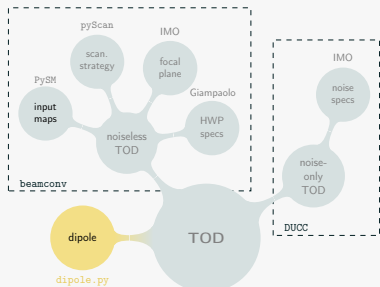 pyScan
IMO
scan.
strategy
focal
plane
PySM
input
maps
Giampaolo
HWP
specs
noiseless
TOD
beamconv
IMO
noise
specs
noise-
only
TOD
DUCC
TOD
dipole
dipole.py